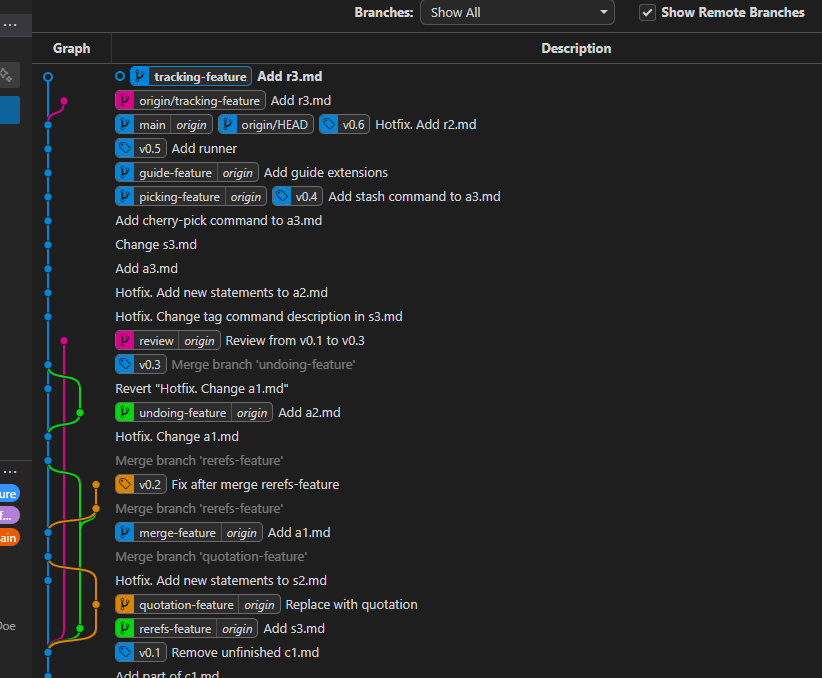 Branches: Show All Show Remote Branches
Graph Description
tracking-feature Add r3.md
origin/tracking-feature Add r3.md
main origin origin/HEAD v0.6 Hotfix. Add r2.md
v0.5 Add runner
guide-feature origin Add guide extensions
picking-feature origin v0.4 Add stash command to a3.md
Add cherry-pick command to a3.md
Change s3.md
Add a3.md
Hotfix. Add new statements to a2.md
Hotfix. Change tag command description in s3.md
review origin Review from v0.1 to v0.3
v0.3 Merge branch 'undoing-feature'
Revert "Hotfix. Change a1.md"
undoing-feature origin Add a2.md
Hotfix. Change a1.md
Merge branch 'rerefs-feature'
v0.2 Fix after merge rerefs-feature
Merge branch 'rerefs-feature'
merge-feature origin Add a1.md
Merge branch 'quotation-feature'
Hotfix. Add new statements to s2.md
quotation-feature origin Replace with quotation
rerefs-feature origin Add s3.md
v0.1 Remove unfinished c1.md
Add part of c1.md
ure
f...
ain
Doe